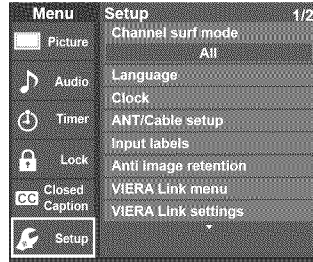 Menu
Picture
Audio
Timer
Lock
CC Closed
Caption
Setup
Setup 1/2
Channel surf mode
All
Language
Clock
ANT/Cable setup
Input labels
Anti image retention
VIERA Link menu
VIERA Link settings